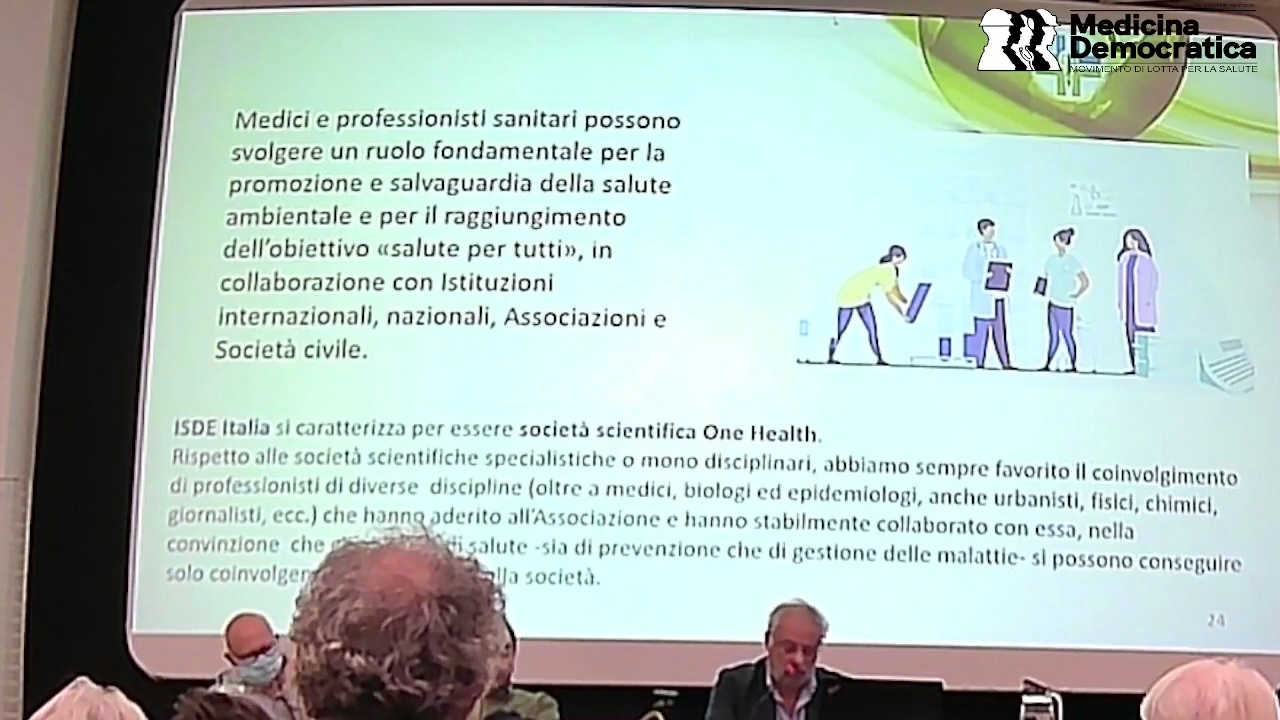 Medicina
Democratica
MOVIMENTO DI LOTTA PER LA SALUTE
Medici e professionisti sanitari possono
svolgere un ruolo fondamentale per la
promozione e salvaguardia della salute
ambientale e per il raggiungimento
dell'obiettivo «salute per tutti», in
collaborazione con Istituzioni
internazionali, nazionali, Associazioni e
Società civile.
ISDE Italia si caratterizza per essere società scientifica One Health.
Rispetto alle società scientifiche specialistiche o mono disciplinari, abbiamo sempre favorito il coinvolgimento
di professionisti di diverse discipline (oltre a medici, biologi ed epidemiologi, anche urbanisti, fisici, chimici,
giornalisti, ecc.) che hanno aderito all'Associazione e hanno stabilmente collaborato con essa, nella
convinzione che di salute -sia di prevenzione che di gestione delle malattie- si possono conseguire
solo società.
24